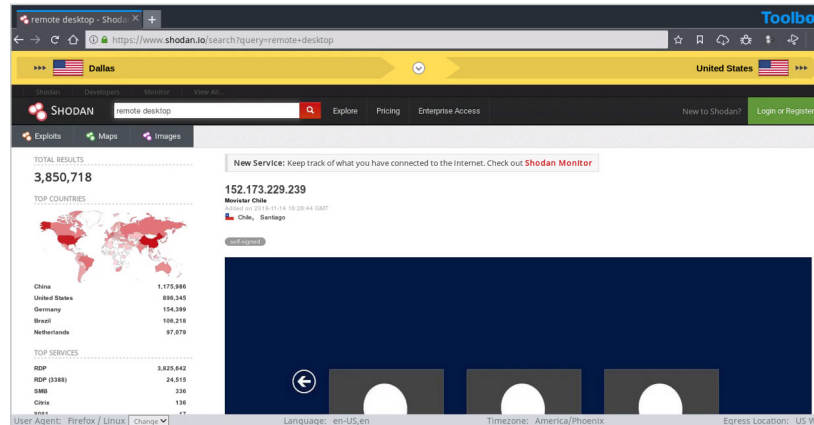 remote desktop - Shoda
Toolbo
https://www.shodan.io/search?query=remote+desktop
Dallas
United States
Shodan Developers Monitor View All...
SHODAN remote desktop Explore Pricing Enterprise Access New to Shodan? Login or Register
Exploits Maps Images
TOTAL RESULTS
3,850,718
TOP COUNTRIES
China 1,175,986
United States 896,345
Germany 154,399
Brazil 106,218
Netherlands 97,079
TOP SERVICES
RDP 3,825,642
RDP (3388) 24,515
SMB 336
Citrix 136
New Service: Keep track of what you have connected to the Internet. Check out Shodan Monitor
152.173.229.239
Movistar Chile
Added on 2019-11-14 18:28:44 GMT
Chile, Santiago
self-signed
User Agent: Firefox / Linux Change Language: en-US,en Timezone: America/Phoenix Egress Location: US W